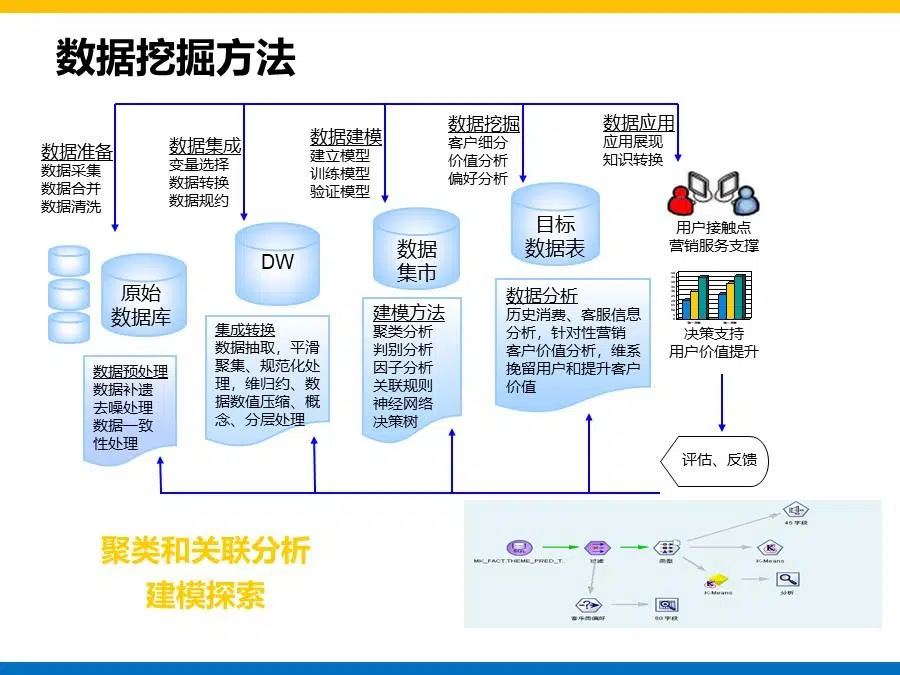 数据挖掘方法
数据准备
数据采集
数据合并
数据清洗
数据集成
变量选择
数据转换
数据规约
数据建模
建立模型
训练模型
验证模型
数据挖掘
客户细分
价值分析
偏好分析
数据应用
应用展现
知识转换
原始
数据库
DW
数据
集市
目标
数据表
用户接触点
营销服务支撑
决策支持
用户价值提升
数据预处理
数据补遗
去噪处理
数据一致
性处理
集成转换
数据抽取，平滑
聚集、规范化处
理，维归约、数
据数值压缩、概
念、分层处理
建模方法
聚类分析
判别分析
因子分析
关联规则
神经网络
决策树
数据分析
历史消费、客服信息
分析，针对性营销
客户价值分析，维系
挽留用户和提升客户
价值
评估、反馈
聚类和关联分析
建模探索
SQL
MK_FACT.THEME_PRED_T...
过滤
类型
45 字段
K-Means
K-Means
分析
音乐类偏好
80 字段